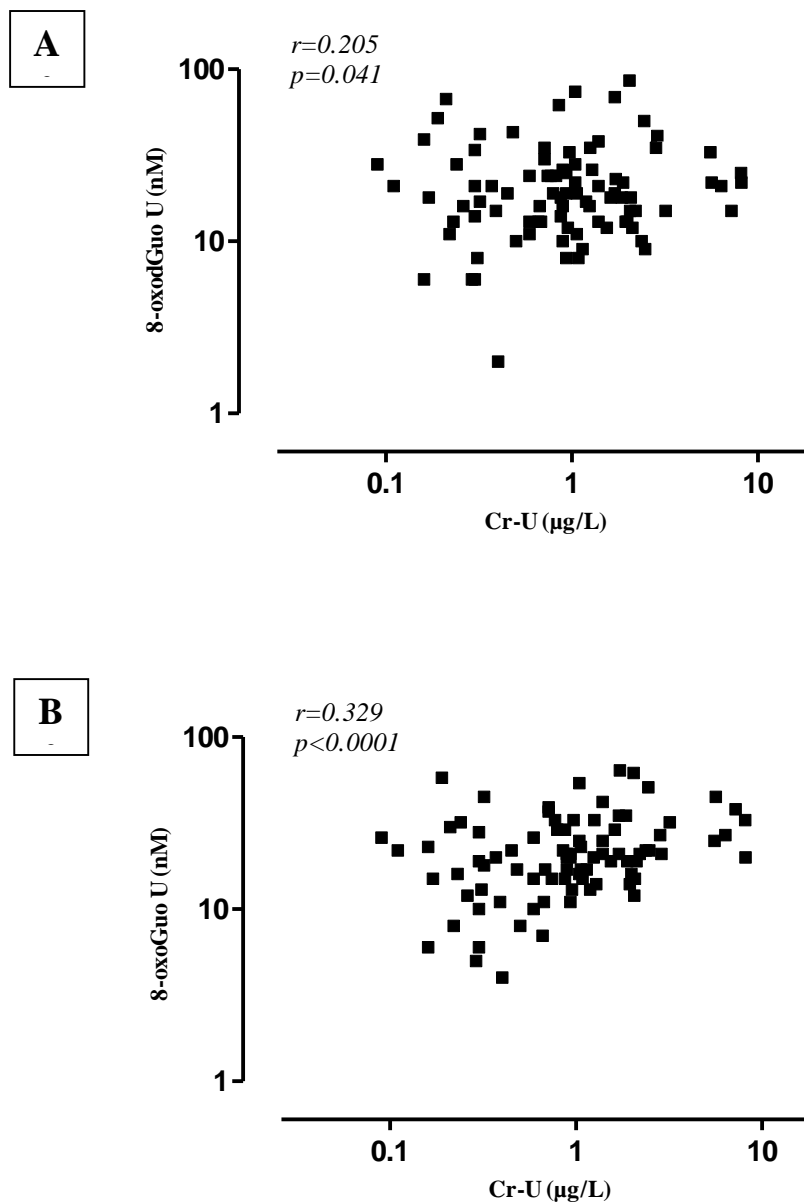 A
r=0.205
p=0.041
100
10
1
8-oxodGuo U (nM)
0.1 1 10
Cr-U (µg/L)
B
r=0.329
p<0.0001
100
10
1
8-oxoGuo U (nM)
0.1 1 10
Cr-U (µg/L)